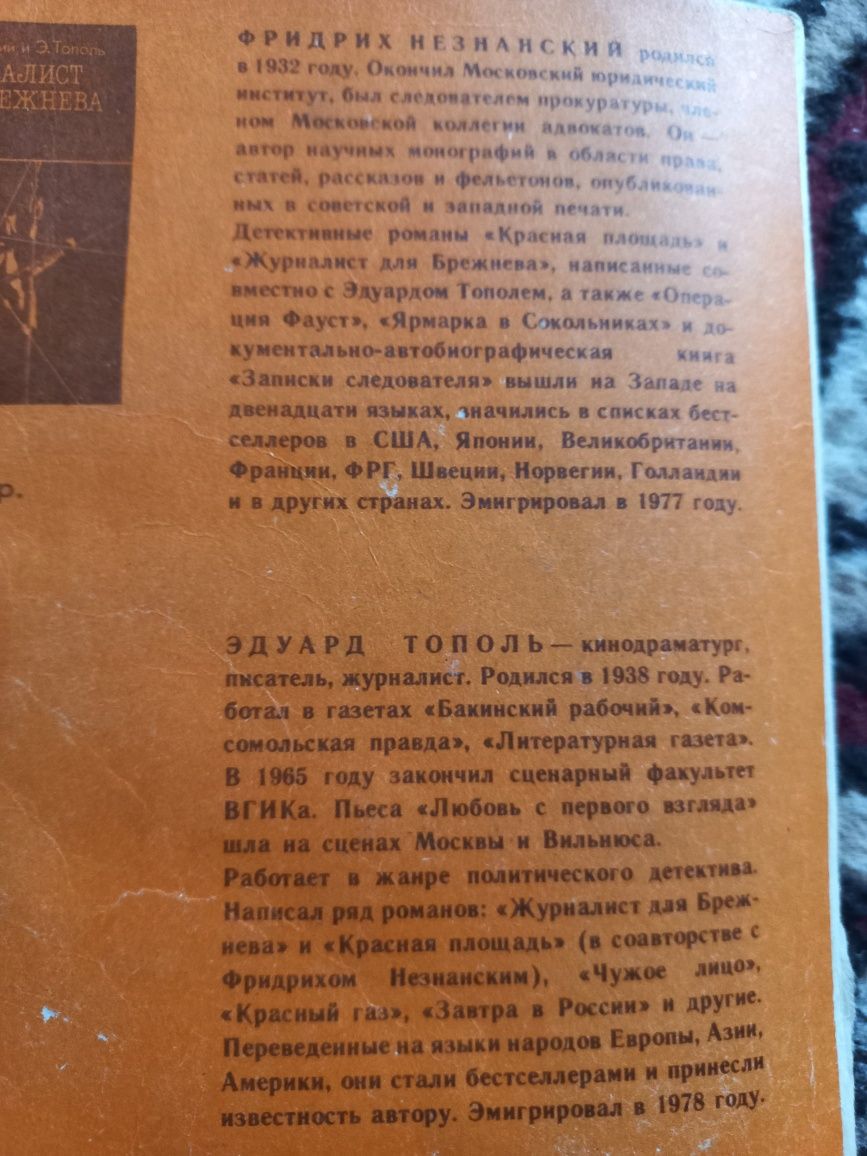 ии и Э. Тополь
АЛИСТ
ЕЖНЕВА
р.
ФРИДРИХ НЕЗНАНСКИЙ родился
в 1932 году. Окончил Московский юридический
институт, был следователем прокуратуры, чле-
ном Московской коллегии адвокатов. Он —
автор научных монографий в области права,
статей, рассказов и фельетонов, опубликован-
ных в советской и западной печати.
Детективные романы «Красная площадь» и
«Журналист для Брежнева», написанные со-
вместно с Эдуардом Тополем, а также «Опера-
ция Фауст», «Ярмарка в Сокольниках» и до-
кументально-автобиографическая книга
«Записки следователя» вышли на Западе на
двенадцати языках, значились в списках бест-
селлеров в США, Японии, Великобритании,
Франции, ФРГ, Швеции, Норвегии, Голландии
и в других странах. Эмигрировал в 1977 году.
ЭДУАРД ТОПОЛЬ — кинодраматург,
писатель, журналист. Родился в 1938 году. Ра-
ботал в газетах «Бакинский рабочий», «Ком-
сомольская правда», «Литературная газета».
В 1965 году закончил сценарный факультет
ВГИКа. Пьеса «Любовь с первого взгляда»
шла на сценах Москвы и Вильнюса.
Работает в жанре политического детектива.
Написал ряд романов: «Журналист для Бреж-
нева» и «Красная площадь» (в соавторстве с
Фридрихом Незнанским), «Чужое лицо»,
«Красный газ», «Завтра в России» и другие.
Переведенные на языки народов Европы, Азии,
Америки, они стали бестселлерами и принесли
известность автору. Эмигрировал в 1978 году.